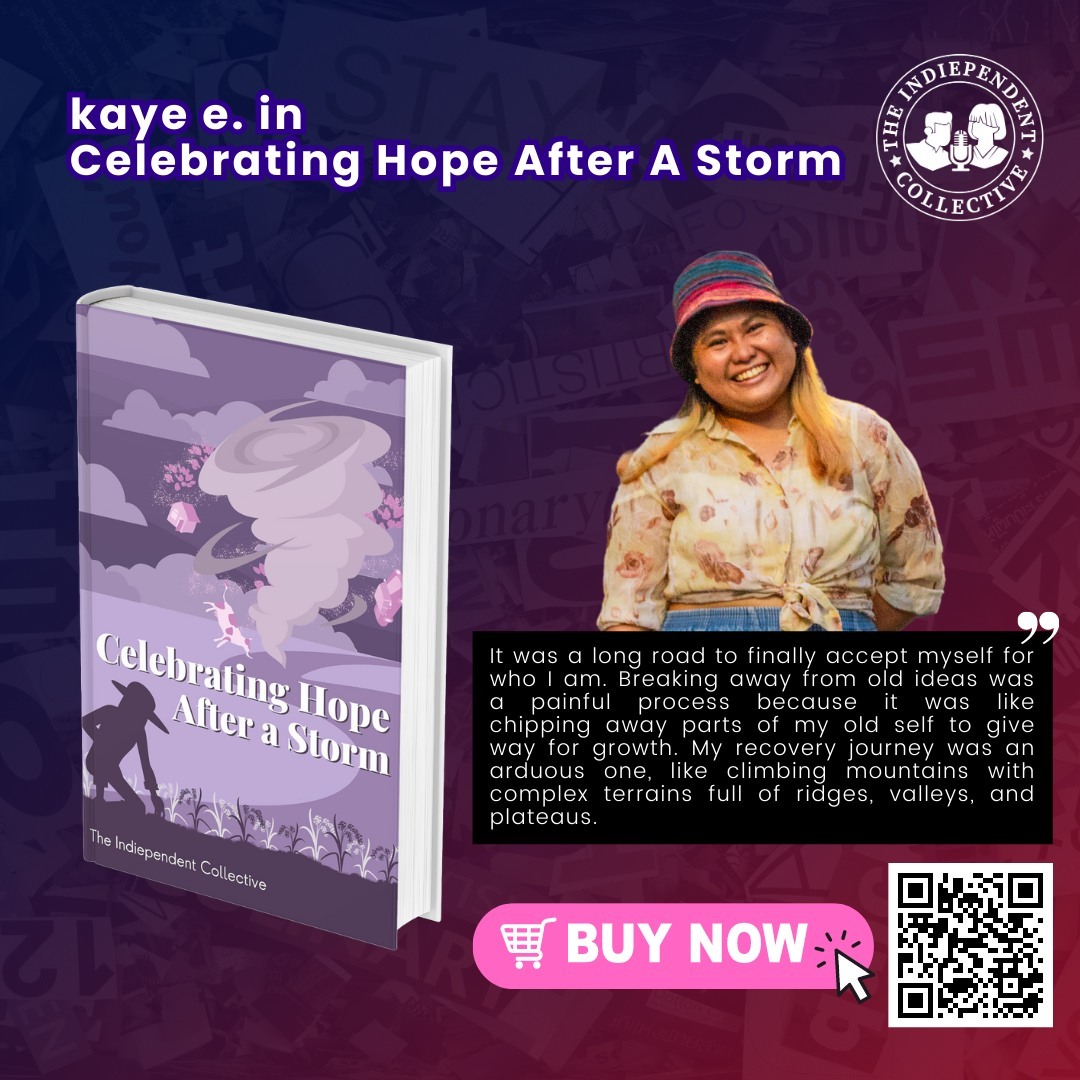 kaye e. in
Celebrating Hope After A Storm
THE INDIEPENDENT
COLLECTIVE
Celebrating Hope
After a Storm
The Indiependent Collective
”
It was a long road to finally accept myself for
who I am. Breaking away from old ideas was
a painful process because it was like
chipping away parts of my old self to give
way for growth. My recovery journey was an
arduous one, like climbing mountains with
complex terrains full of ridges, valleys, and
plateaus.
BUY NOW
STAY
ARTISTIC
onary